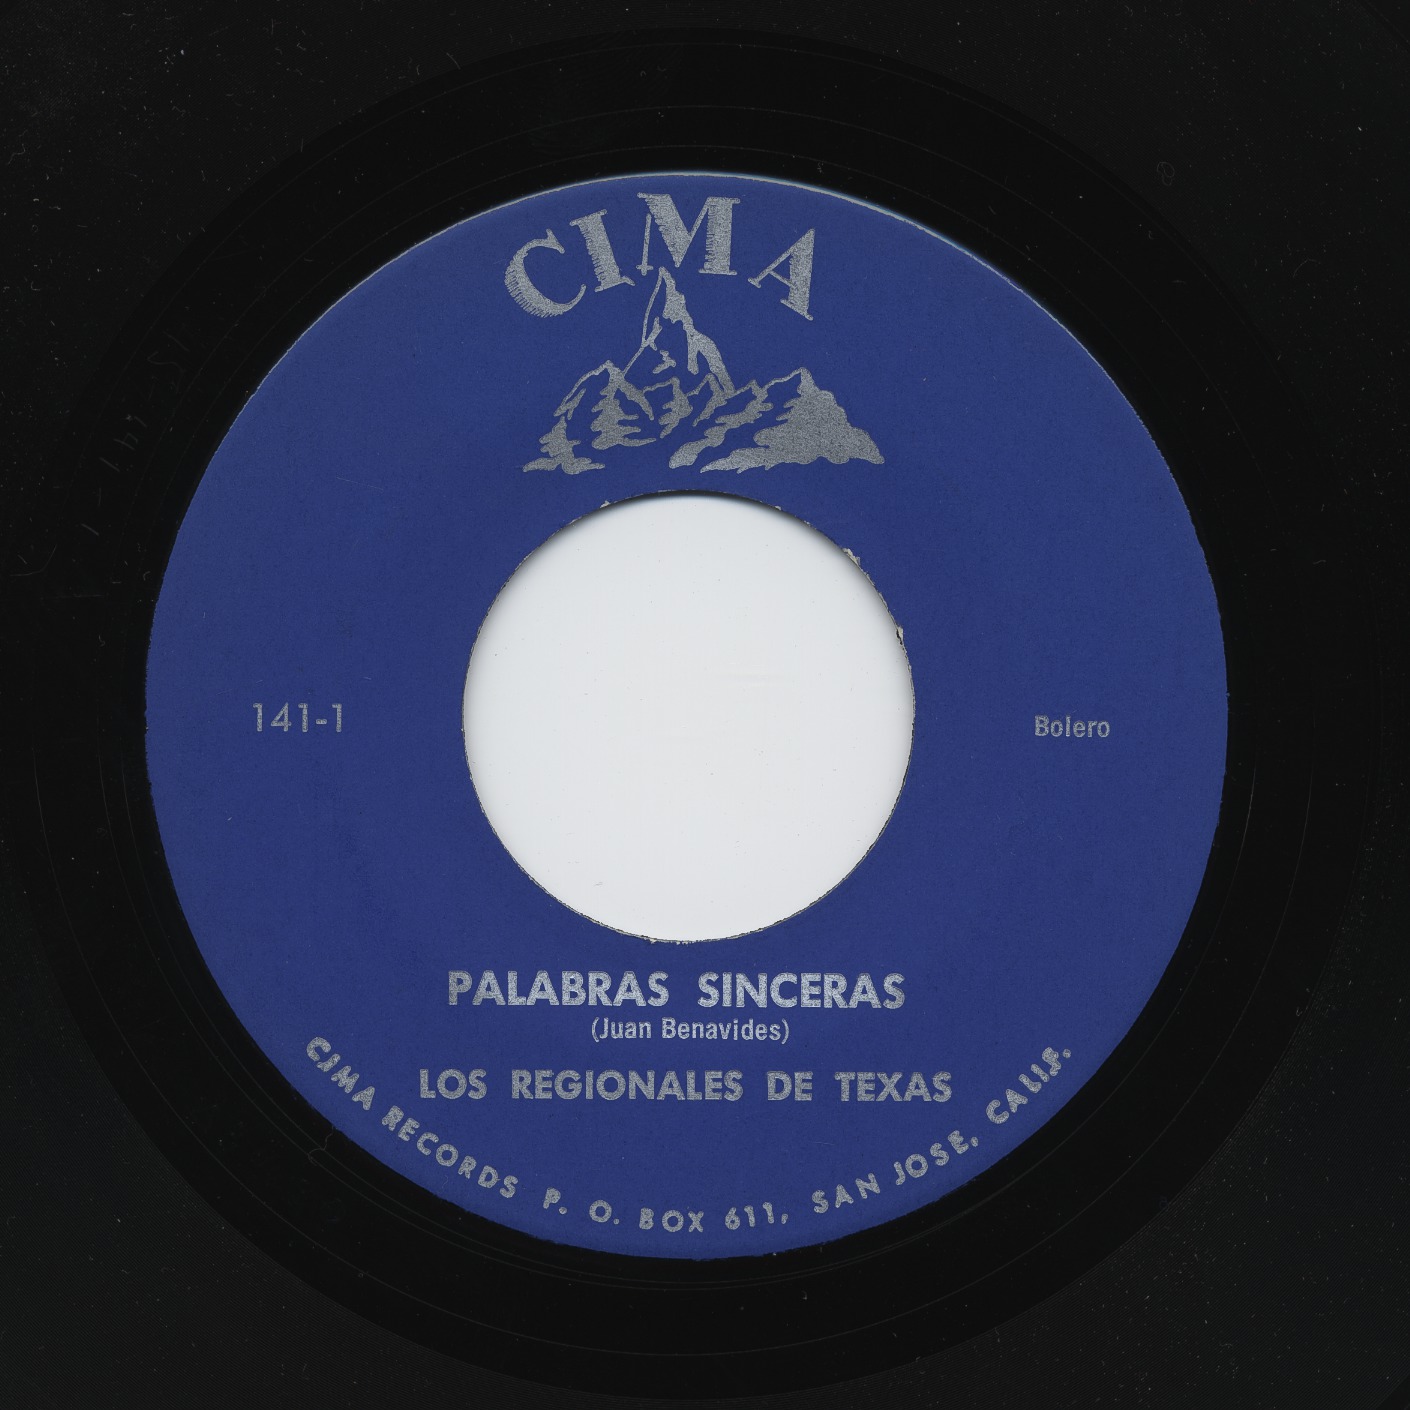 CIMA
141-1
Bolero
PALABRAS SINCERAS
(Juan Benavides)
LOS REGIONALES DE TEXAS
CIMA RECORDS P. O. BOX 611, SAN JOSE, CALIF.